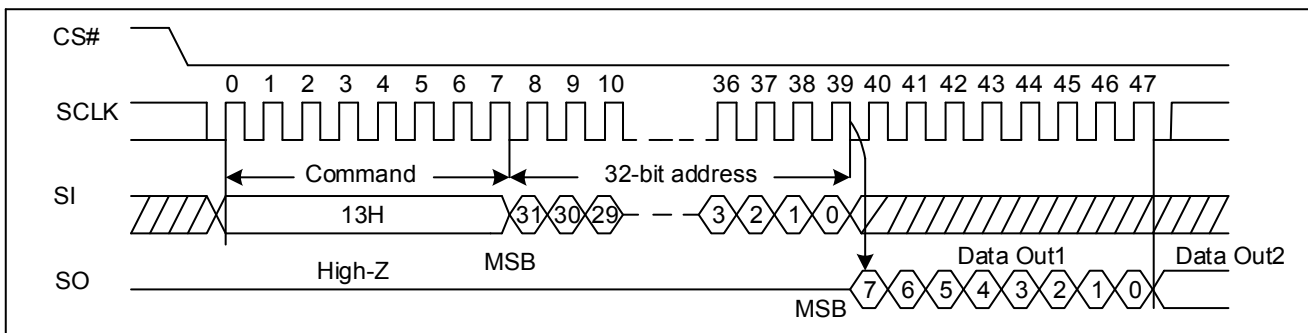 CS#
0 1 2 3 4 5 6 7 8 9 10 36 37 38 39 40 41 42 43 44 45 46 47
SCLK
Command 32-bit address
SI
13H 31 30 29 3 2 1 0
High-Z MSB Data Out1 Data Out2
SO
MSB 7 6 5 4 3 2 1 0